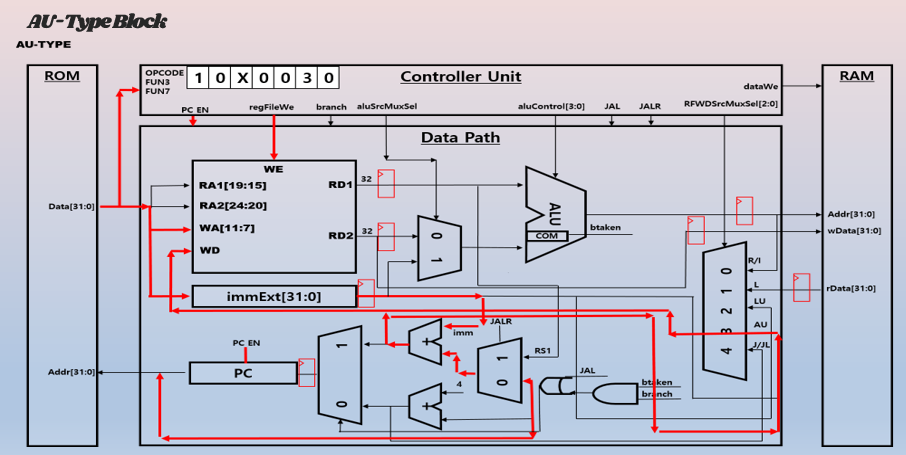 AU-Type Block
AU-TYPE
ROM
OPCODE
FUN3
FUN7
1 0 X 0 0 3 0
Controller Unit
RAM
dataWe
PC EN
regFileWe
branch
aluSrcMuxSel
aluControl[3:0]
JAL
JALR
RFWDSrcMuxSel[2:0]
Data Path
WE
RA1[19:15]
RD1
32
RA2[24:20]
Data[31:0]
WA[11:7]
RD2
32
WD
0
1
ALU
COM
btaken
Addr[31:0]
wData[31:0]
immExt[31:0]
R/I
0
L
1
rData[31:0]
LU
2
AU
3
J/JL
4
JALR
imm
+
1
1
RS1
PC EN
Addr[31:0]
PC
0
0
4
+
JAL
btaken
branch